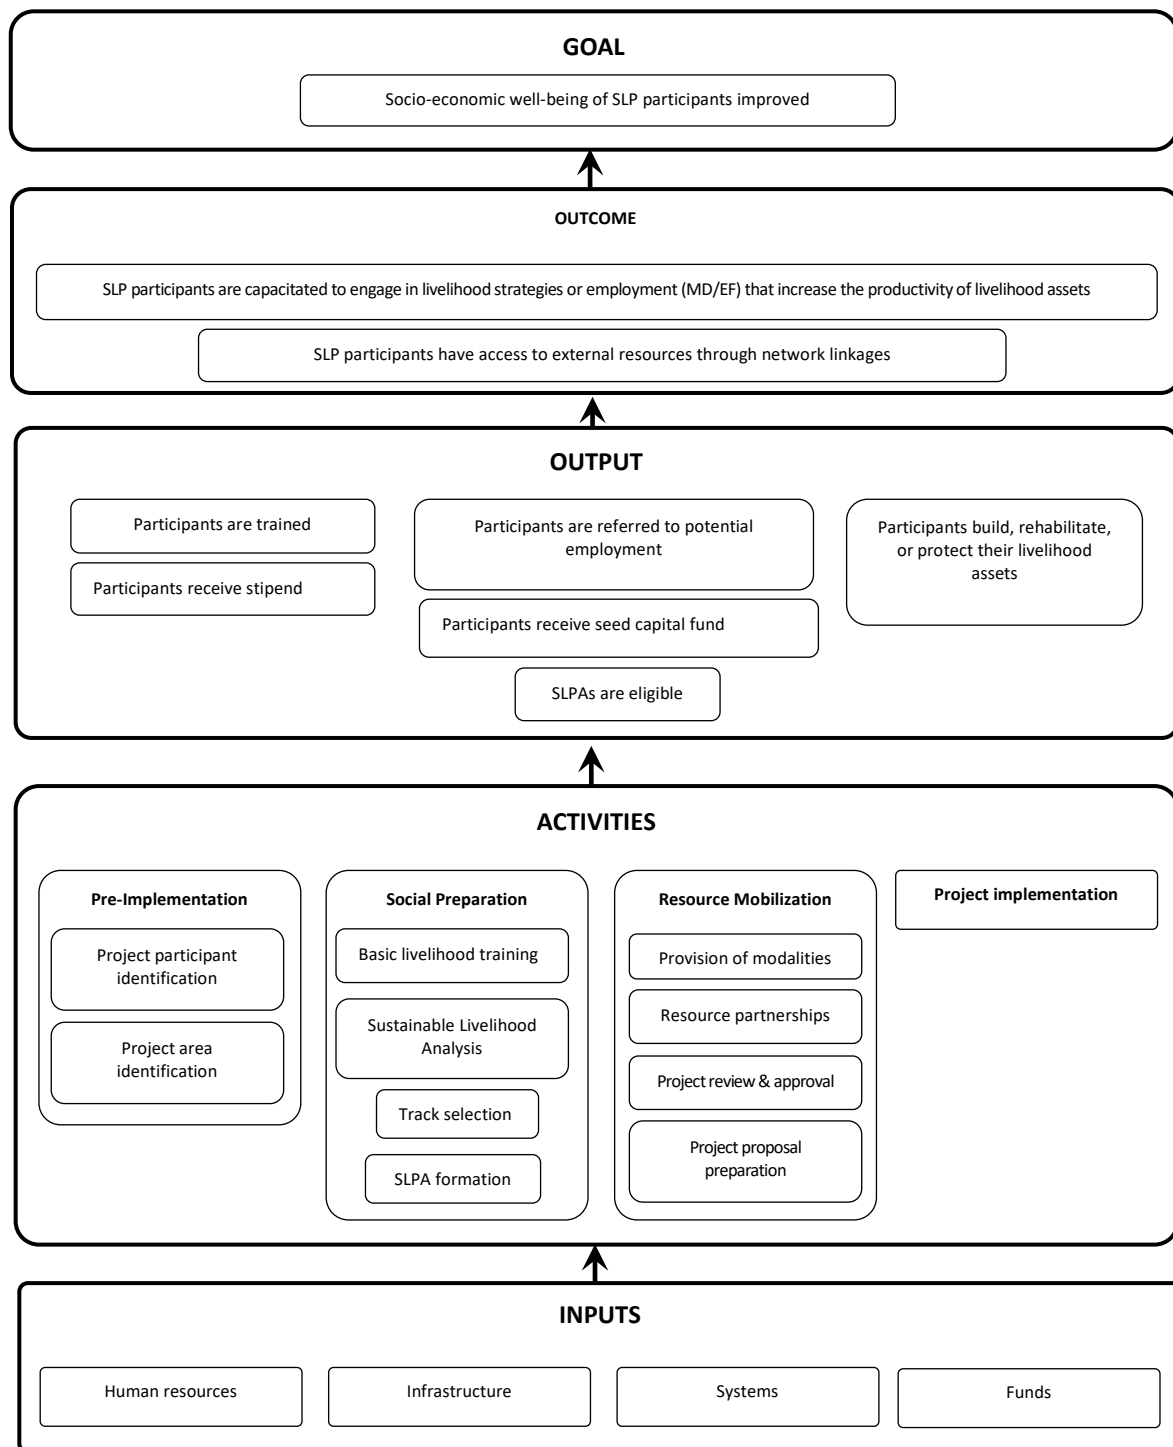 GOAL
Socio-economic well-being of SLP participants improved
OUTCOME
SLP participants are capacitated to engage in livelihood strategies or employment (MD/EF) that increase the productivity of livelihood assets
SLP participants have access to external resources through network linkages
OUTPUT
Participants are trained
Participants receive stipend
Participants are referred to potential
employment
Participants receive seed capital fund
SLPAs are eligible
Participants build, rehabilitate,
or protect their livelihood
assets
ACTIVITIES
Pre-Implementation
Project participant
identification
Project area
identification
Social Preparation
Basic livelihood training
Sustainable Livelihood
Analysis
Track selection
SLPA formation
Resource Mobilization
Provision of modalities
Resource partnerships
Project review & approval
Project proposal
preparation
Project implementation
INPUTS
Human resources
Infrastructure
Systems
Funds